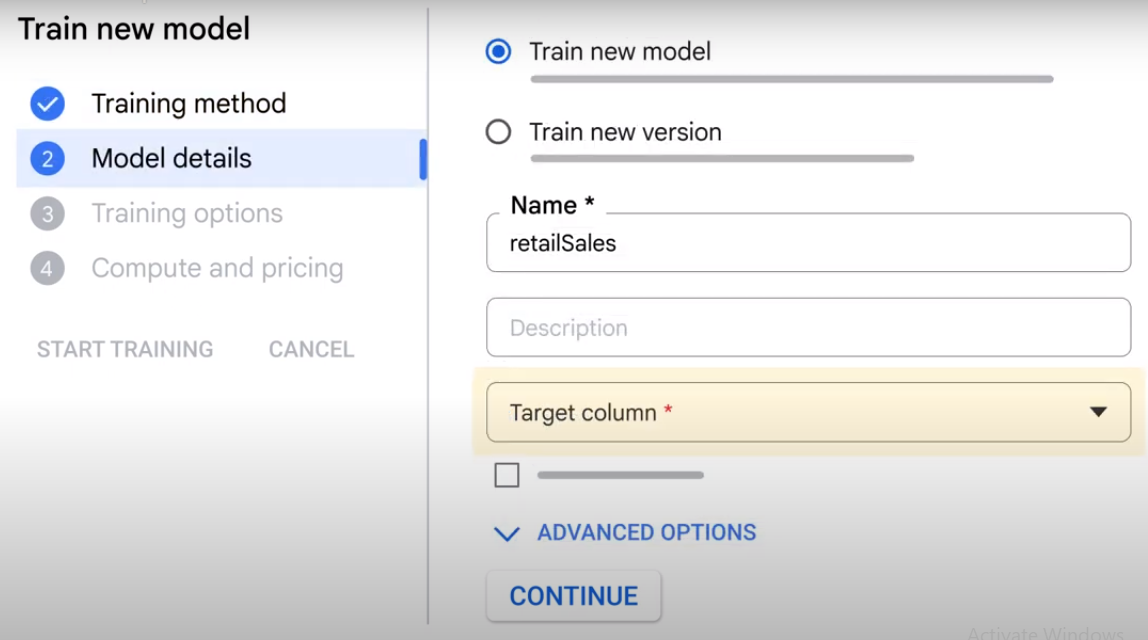 Train new model
Training method
2 Model details
3 Training options
4 Compute and pricing
START TRAINING CANCEL
Train new model
Train new version
Name *
retailSales
Description
Target column *
ADVANCED OPTIONS
CONTINUE
Activate Windows